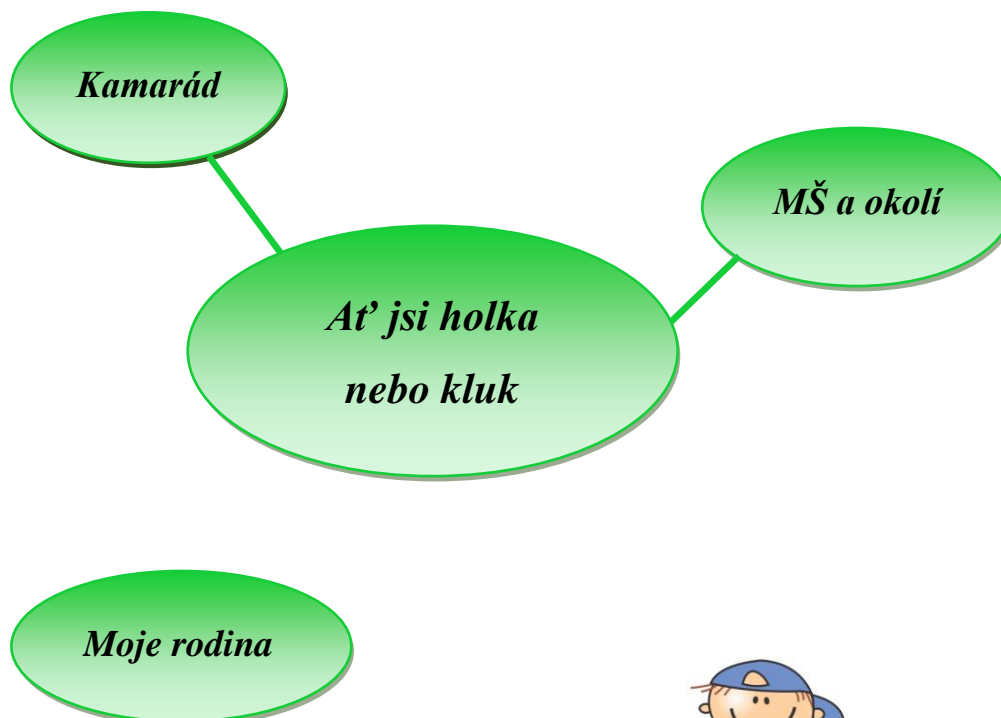 Kamarád
MŠ a okolí
Ať jsi holka
nebo kluk
Moje rodina